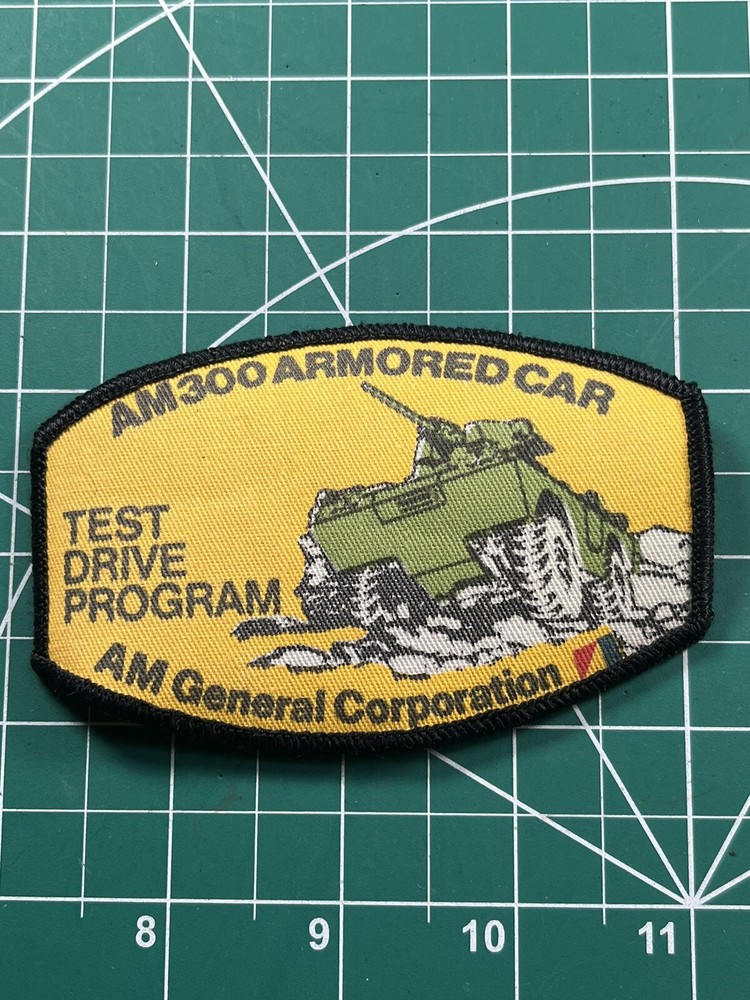 AM300 ARMORED CAR
TEST
DRIVE
PROGRAM
AM General Corporation
8 9 10 11